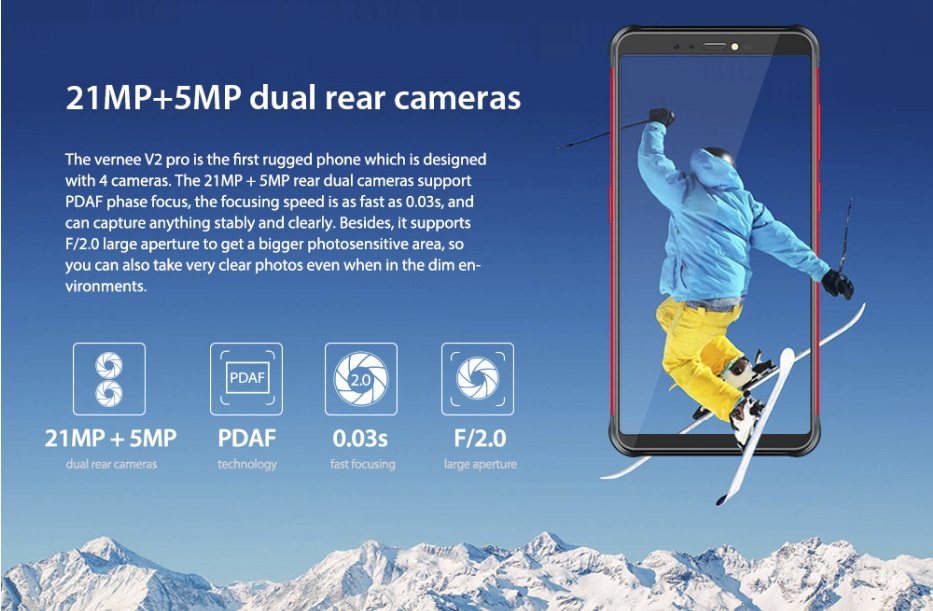 21MP+5MP dual rear cameras
The vernee V2 pro is the first rugged phone which is designed
with 4 cameras. The 21MP + 5MP rear dual cameras support
PDAF phase focus, the focusing speed is as fast as 0.03s, and
can capture anything stably and clearly. Besides, it supports
F/2.0 large aperture to get a bigger photosensitive area, so
you can also take very clear photos even when in the dim en-
vironments.
PDAF
2.0
21MP + 5MP
dual rear cameras
PDAF
technology
0.03s
fast focusing
F/2.0
large aperture